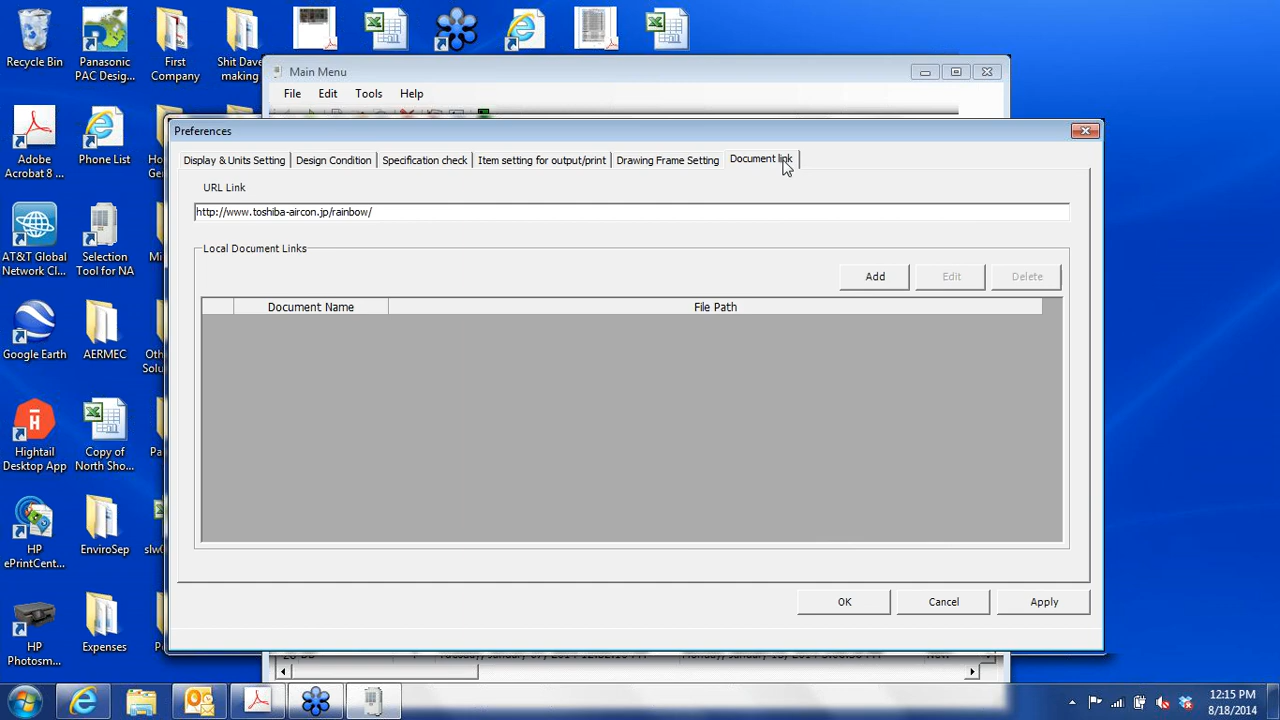 Recycle Bin
Panasonic
PAC Desig...
First
Company
Shit Dave
making
Main Menu
File Edit Tools Help
Preferences
Display & Units Setting
Design Condition
Specification check
Item setting for output/print
Drawing Frame Setting
Document link
URL Link
http://www.toshiba-aircon.jp/rainbow/
Local Document Links
Add
Edit
Delete
Document Name
File Path
OK
Cancel
Apply
Adobe
Acrobat 8 ...
Phone List
AT&T Global
Network Cl...
Selection
Tool for NA
Google Earth
AERMEC
Hightail
Desktop App
Copy of
North Sho...
HP
ePrintCent...
EnviroSep
HP
Photosm...
Expenses
12:15 PM
8/18/2014